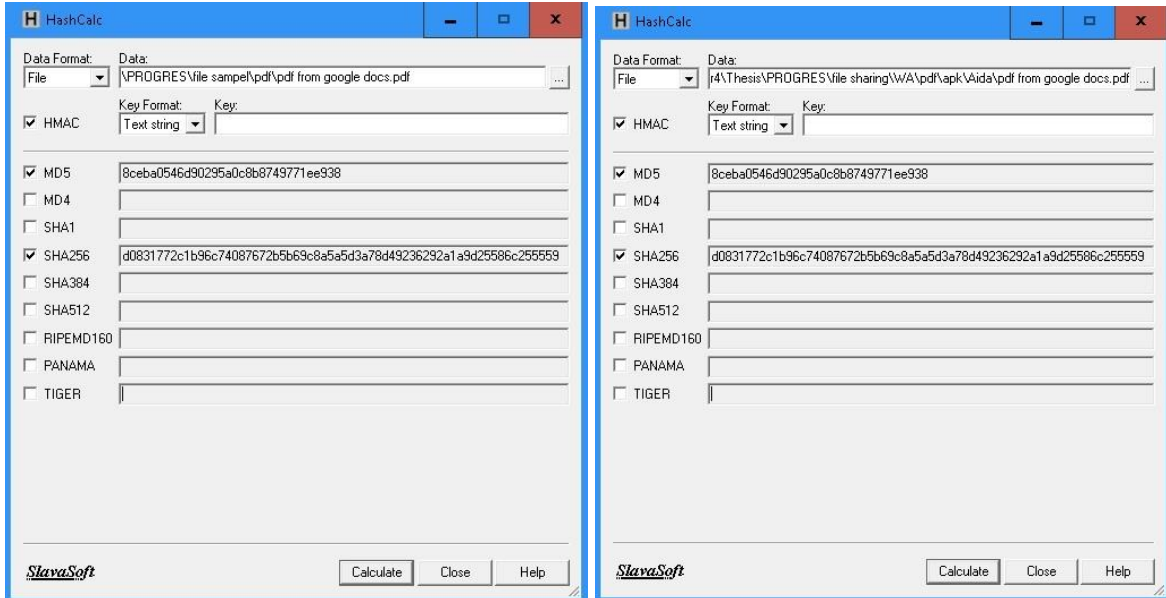 HashCalc
Data Format: Data:
File \PROGRES\file sampel\pdf\pdf from google docs.pdf ...
Key Format: Key:
HMAC Text string
MD5 8ceba0546d90295a0c8b8749771ee938
MD4
SHA1
SHA256 d0831772c1b96c74087672b5b69c8a5a5d3a78d49236292a1a9d25586c255559
SHA384
SHA512
RIPEMD160
PANAMA
TIGER
SlavaSoft Calculate Close Help
HashCalc
Data Format: Data:
File r4\Thesis\PROGRES\file sharing\WA\pdf\apk\Aida\pdf from google docs.pdf ...
Key Format: Key:
HMAC Text string
MD5 8ceba0546d90295a0c8b8749771ee938
MD4
SHA1
SHA256 d0831772c1b96c74087672b5b69c8a5a5d3a78d49236292a1a9d25586c255559
SHA384
SHA512
RIPEMD160
PANAMA
TIGER
SlavaSoft Calculate Close Help